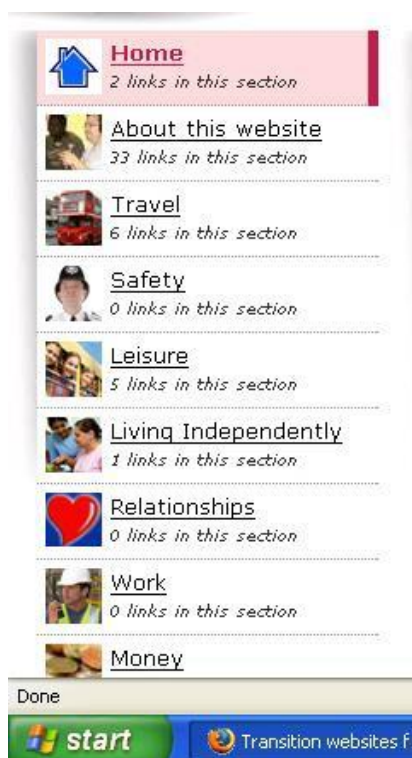 Home
2 links in this section
About this website
33 links in this section
Travel
6 links in this section
Safety
0 links in this section
Leisure
5 links in this section
Living Independently
1 links in this section
Relationships
0 links in this section
Work
0 links in this section
Money
Done
start
Transition websites f